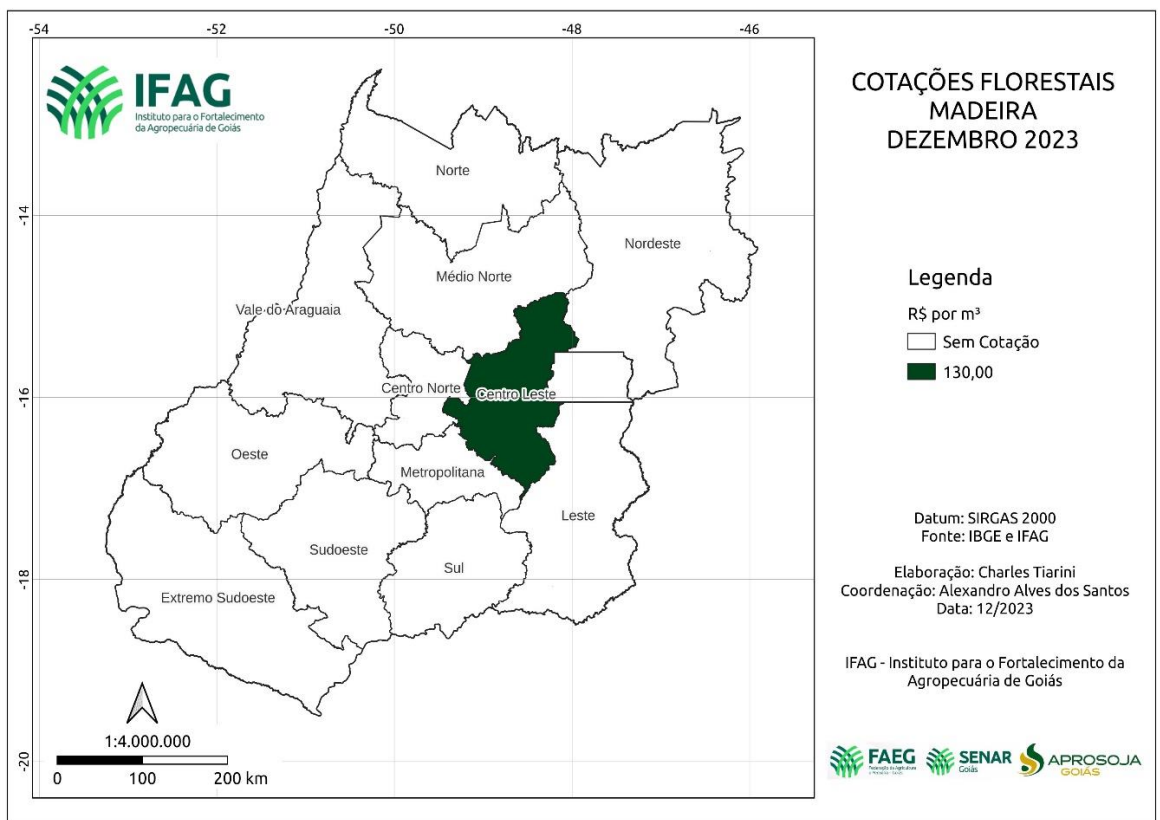 -54
-52
-50
-48
-46
-14
-16
-18
-20
IFAG
Instituto para o Fortalecimento
da Agropecuária de Goiás
Norte
Nordeste
Médio Norte
Vale do Araguaia
Centro Norte
Centro Leste
Oeste
Metropolitana
Leste
Sudoeste
Sul
Extremo Sudoeste
1:4.000.000
0 100 200 km
COTAÇÕES FLORESTAIS
MADEIRA
DEZEMBRO 2023
Legenda
R$ por m³
Sem Cotação
130,00
Datum: SIRGAS 2000
Fonte: IBGE e IFAG
Elaboração: Charles Tiarini
Coordenação: Alexandro Alves dos Santos
Data: 12/2023
IFAG - Instituto para o Fortalecimento da
Agropecuária de Goiás
FAEG
SENAR
Goiás
APROSOJA
GOIÁS